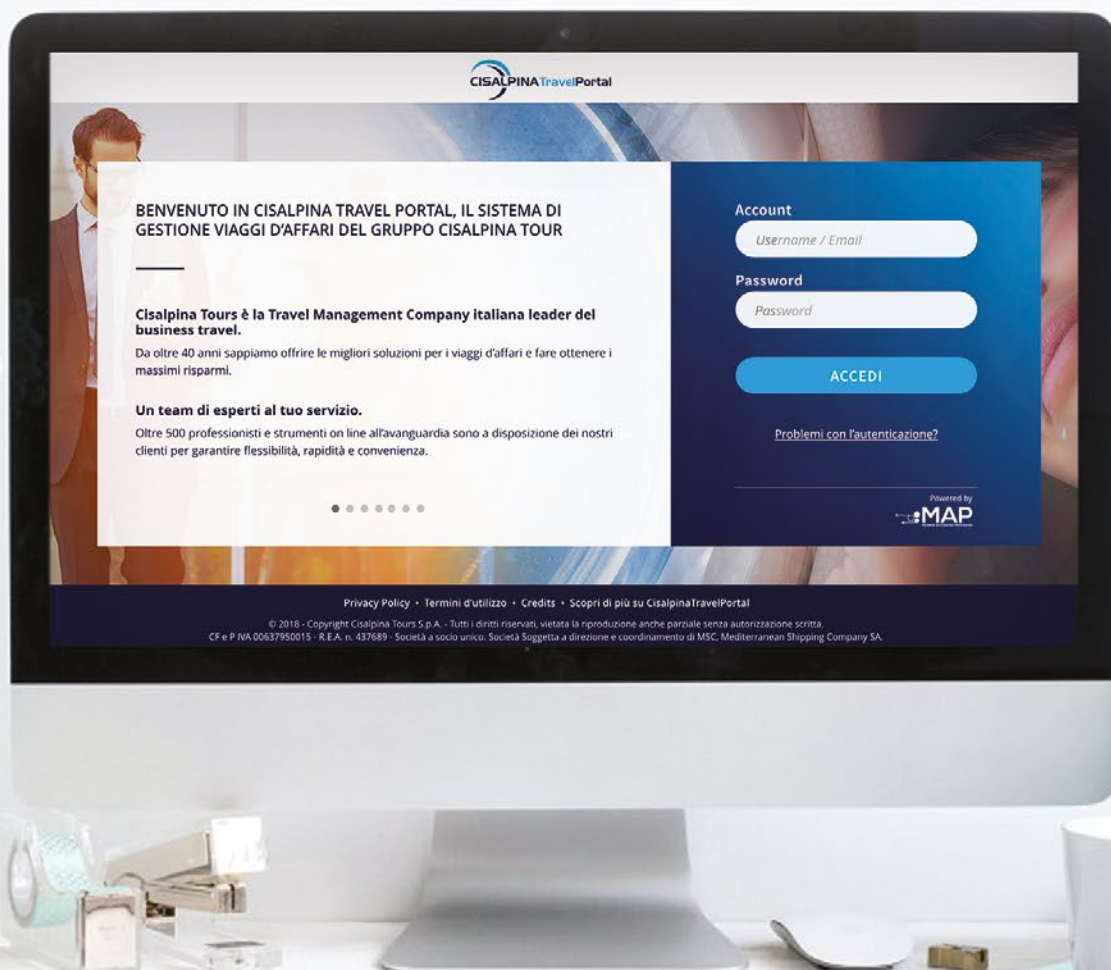 CISALPINATravelPortal
BENVENUTO IN CISALPINA TRAVEL PORTAL, IL SISTEMA DI
GESTIONE VIAGGI D'AFFARI DEL GRUPPO CISALPINA TOUR
Cisalpina Tours è la Travel Management Company italiana leader del
business travel.
Da oltre 40 anni sappiamo offrire le migliori soluzioni per i viaggi d'affari e fare ottenere i
massimi risparmi.
Un team di esperti al tuo servizio.
Oltre 500 professionisti e strumenti on line all'avanguardia sono a disposizione dei nostri
clienti per garantire flessibilità, rapidità e convenienza.
Account
Username / Email
Password
Password
ACCEDI
Problemi con l'autenticazione?
Powered by
MAP
Privacy Policy • Termini d'utilizzo • Credits • Scopri di più su CisalpinaTravelPortal
© 2018 - Copyright Cisalpina Tours S.p.A. - Tutti i diritti riservati, vietata la riproduzione anche parziale senza autorizzazione scritta.
CF e P IVA 00637950015 - R.E.A. n. 437689 - Società a socio unico. Società Soggetta a direzione e coordinamento di MSC, Mediterranean Shipping Company SA.